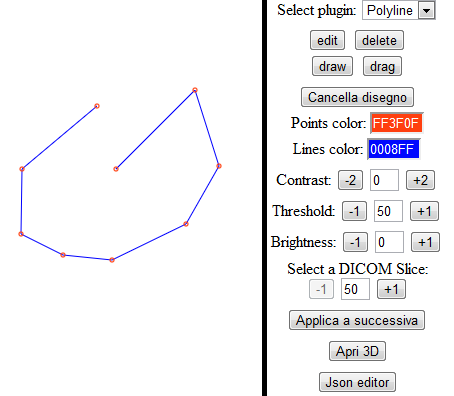 Select plugin: Polyline
edit delete
draw drag
Cancella disegno
Points color: FF3F0F
Lines color: 0008FF
Contrast: -2 0 +2
Threshold: -1 50 +1
Brightness: -1 0 +1
Select a DICOM Slice:
-1 50 +1
Applica a successiva
Apri 3D
Json editor